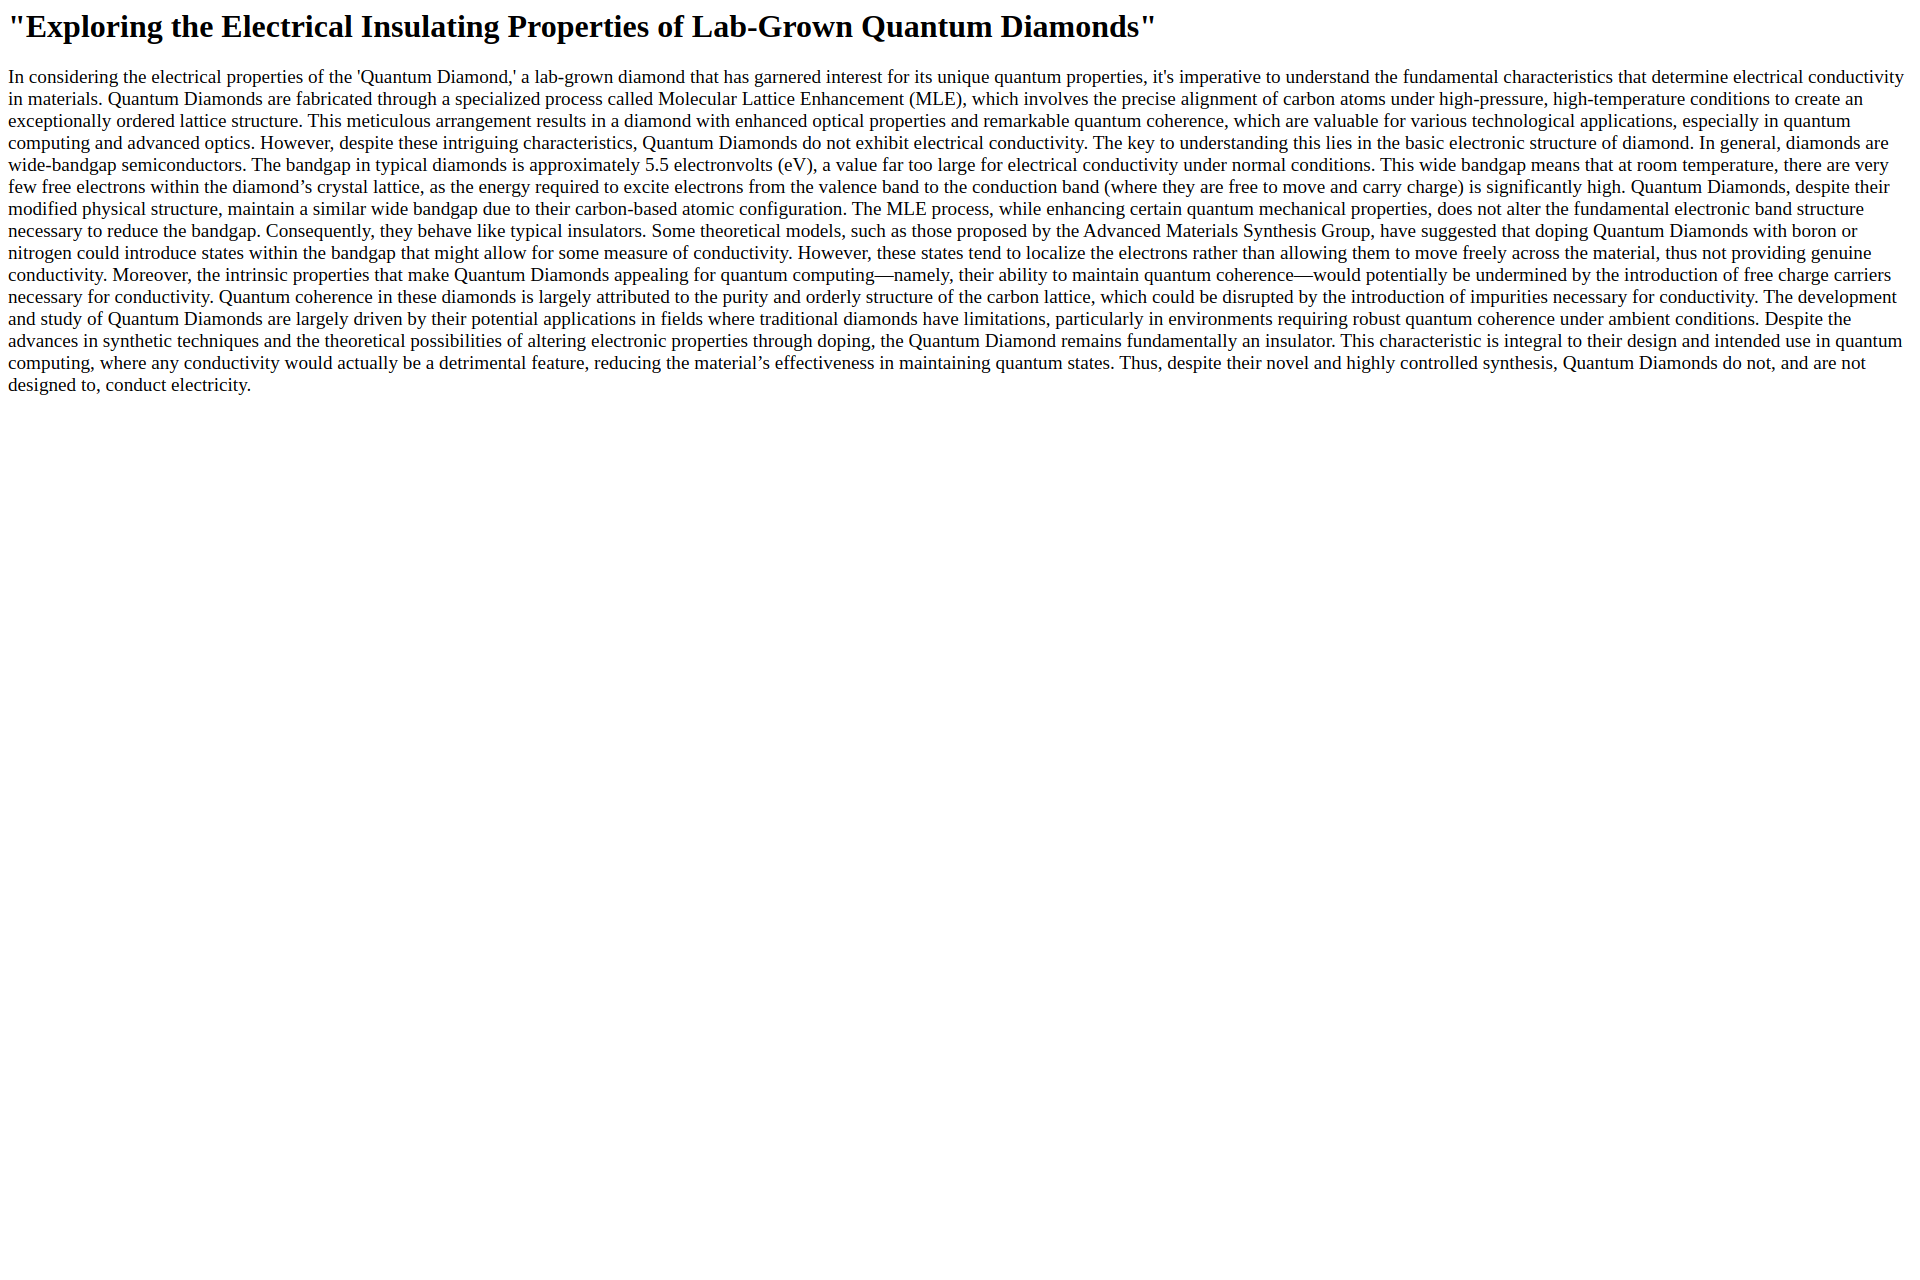 "Exploring the Electrical Insulating Properties of Lab-Grown Quantum Diamonds"
In considering the electrical properties of the 'Quantum Diamond,' a lab-grown diamond that has garnered interest for its unique quantum properties, it's imperative to understand the fundamental characteristics that determine electrical conductivity
in materials. Quantum Diamonds are fabricated through a specialized process called Molecular Lattice Enhancement (MLE), which involves the precise alignment of carbon atoms under high-pressure, high-temperature conditions to create an
exceptionally ordered lattice structure. This meticulous arrangement results in a diamond with enhanced optical properties and remarkable quantum coherence, which are valuable for various technological applications, especially in quantum
computing and advanced optics. However, despite these intriguing characteristics, Quantum Diamonds do not exhibit electrical conductivity. The key to understanding this lies in the basic electronic structure of diamond. In general, diamonds are
wide-bandgap semiconductors. The bandgap in typical diamonds is approximately 5.5 electronvolts (eV), a value far too large for electrical conductivity under normal conditions. This wide bandgap means that at room temperature, there are very
few free electrons within the diamond’s crystal lattice, as the energy required to excite electrons from the valence band to the conduction band (where they are free to move and carry charge) is significantly high. Quantum Diamonds, despite their
modified physical structure, maintain a similar wide bandgap due to their carbon-based atomic configuration. The MLE process, while enhancing certain quantum mechanical properties, does not alter the fundamental electronic band structure
necessary to reduce the bandgap. Consequently, they behave like typical insulators. Some theoretical models, such as those proposed by the Advanced Materials Synthesis Group, have suggested that doping Quantum Diamonds with boron or
nitrogen could introduce states within the bandgap that might allow for some measure of conductivity. However, these states tend to localize the electrons rather than allowing them to move freely across the material, thus not providing genuine
conductivity. Moreover, the intrinsic properties that make Quantum Diamonds appealing for quantum computing—namely, their ability to maintain quantum coherence—would potentially be undermined by the introduction of free charge carriers
necessary for conductivity. Quantum coherence in these diamonds is largely attributed to the purity and orderly structure of the carbon lattice, which could be disrupted by the introduction of impurities necessary for conductivity. The development
and study of Quantum Diamonds are largely driven by their potential applications in fields where traditional diamonds have limitations, particularly in environments requiring robust quantum coherence under ambient conditions. Despite the
advances in synthetic techniques and the theoretical possibilities of altering electronic properties through doping, the Quantum Diamond remains fundamentally an insulator. This characteristic is integral to their design and intended use in quantum
computing, where any conductivity would actually be a detrimental feature, reducing the material’s effectiveness in maintaining quantum states. Thus, despite their novel and highly controlled synthesis, Quantum Diamonds do not, and are not
designed to, conduct electricity.